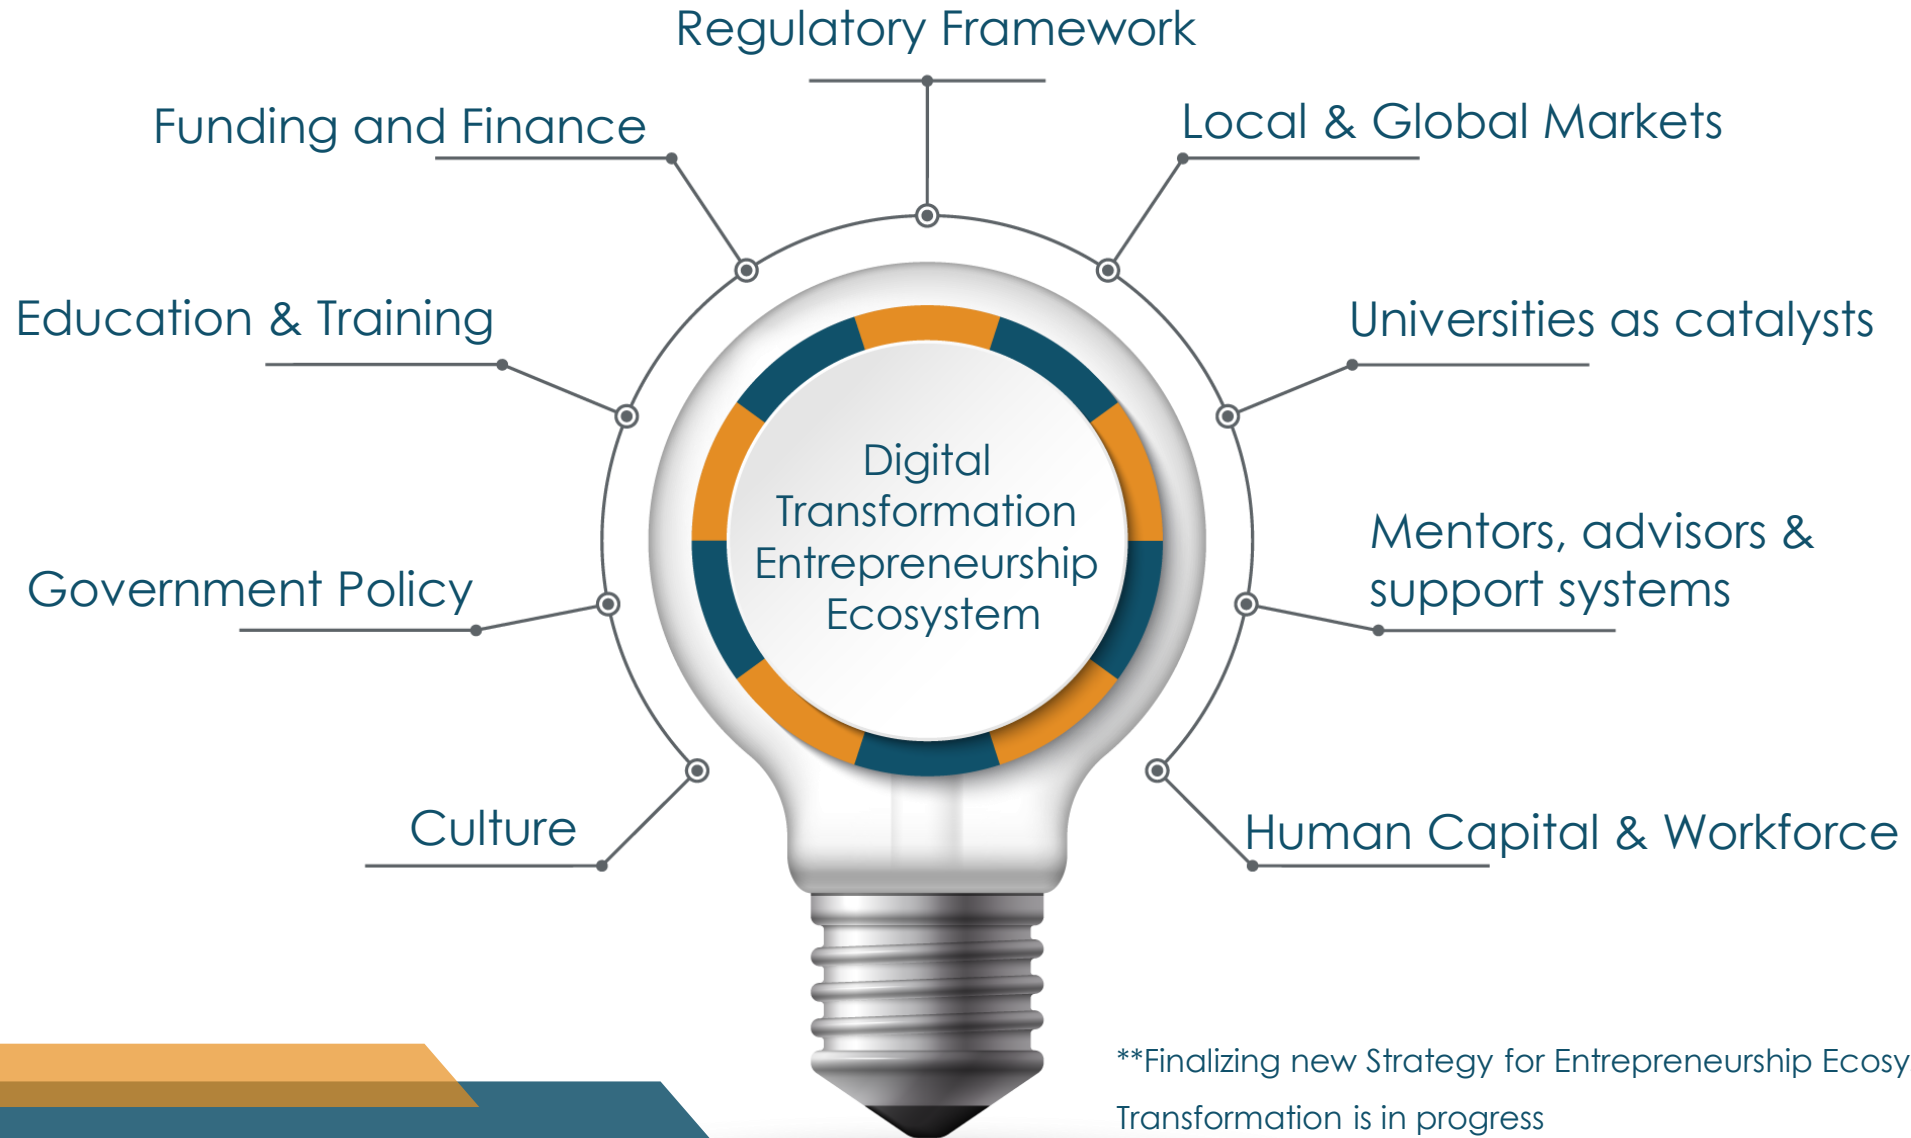 Regulatory Framework
Funding and Finance
Local & Global Markets
Education & Training
Universities as catalysts
Digital
Transformation
Entrepreneurship
Ecosystem
Mentors, advisors &
support systems
Government Policy
Culture
Human Capital & Workforce
**Finalizing new Strategy for Entrepreneurship Ecosy
Transformation is in progress